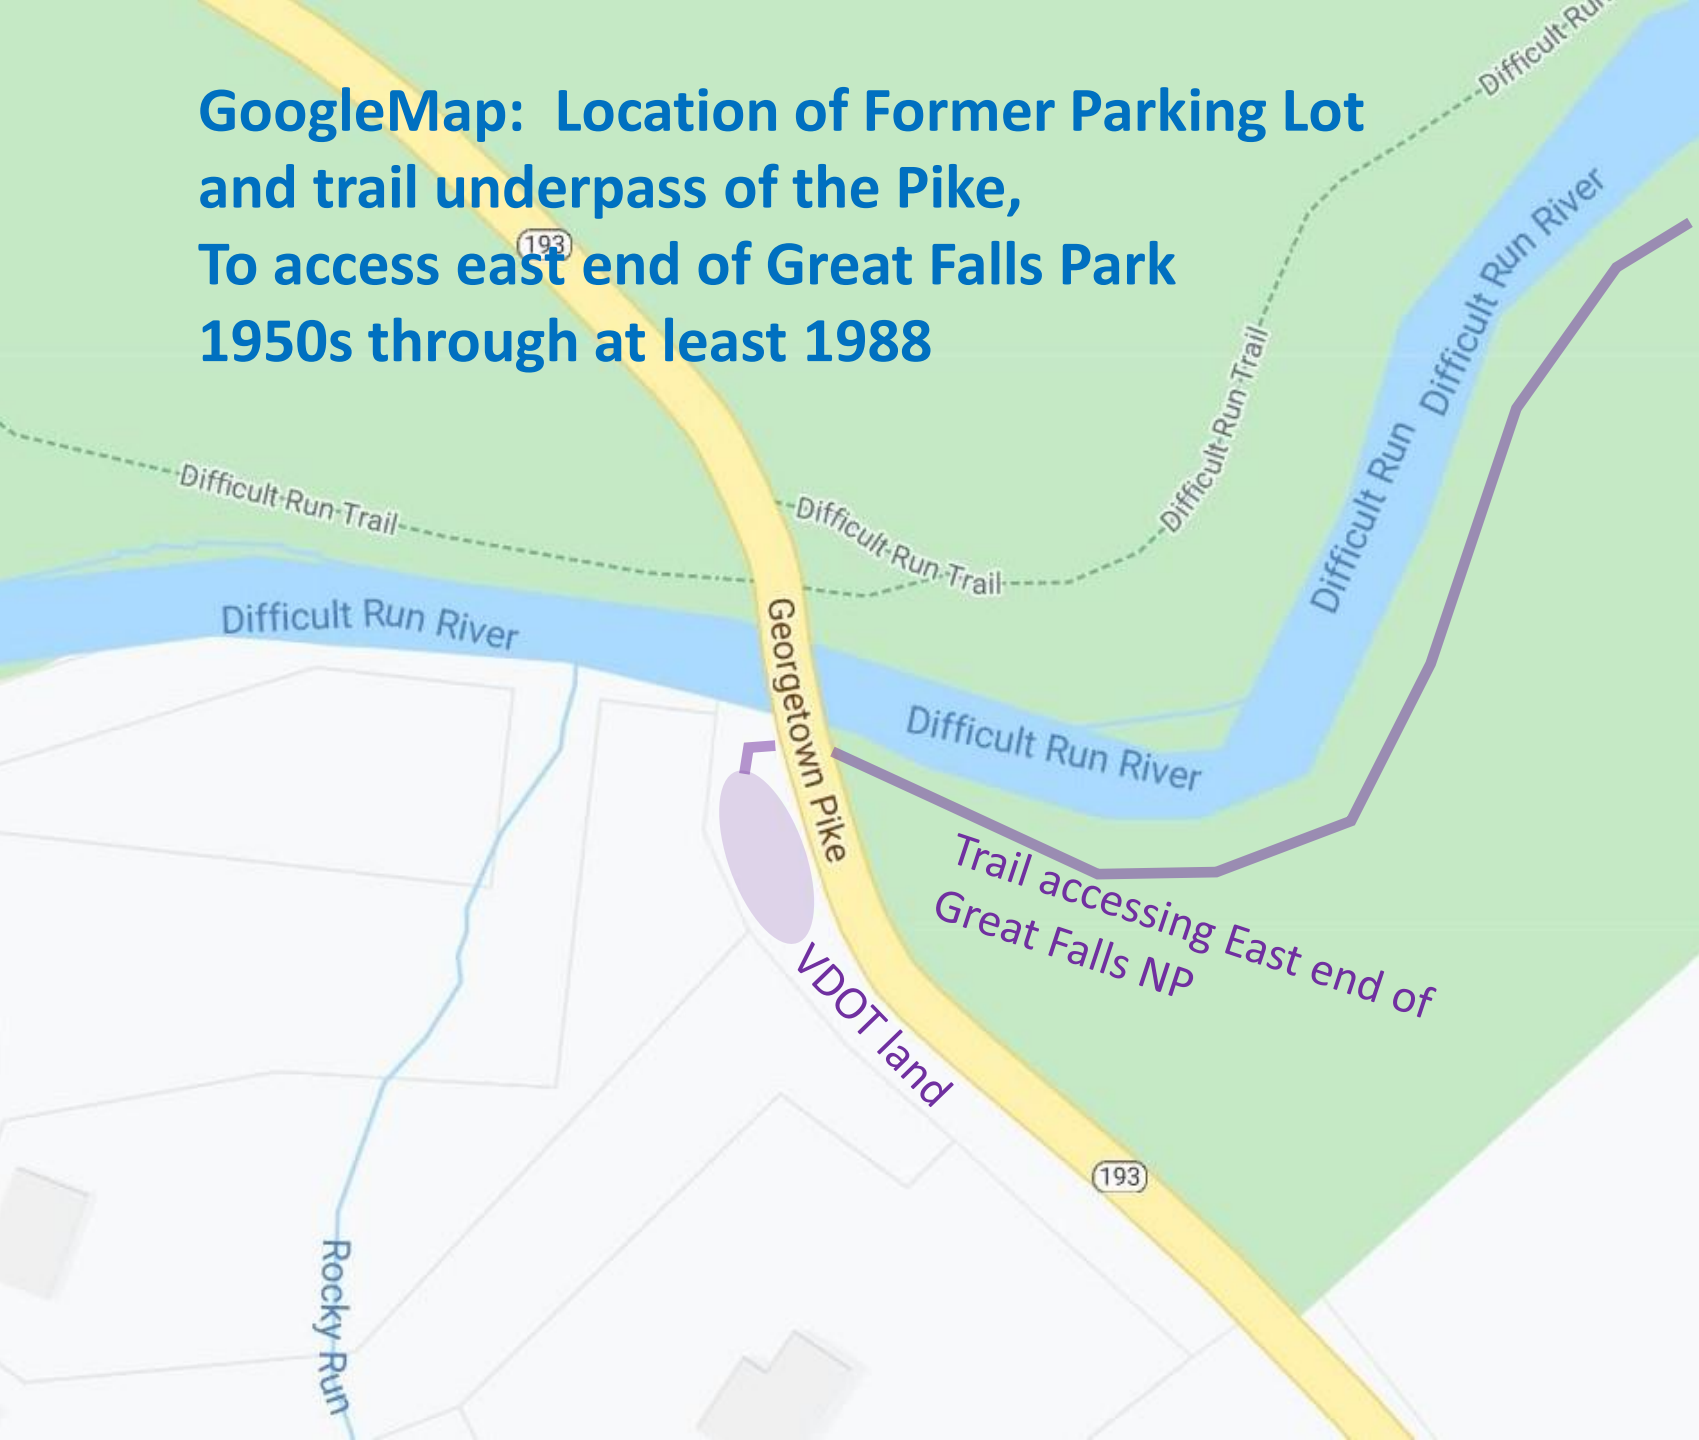 GoogleMap:  Location of Former Parking Lot
and trail underpass of the Pike,
To access east end of Great Falls Park
1950s through at least 1988
193
Difficult Run
Difficult Run River
Difficult Run Trail
Difficult Run Trail
Difficult Run Trail
Difficult Run
Difficult Run River
Georgetown Pike
Difficult Run River
Trail accessing East end of
Great Falls NP
VDOT land
193
Rocky Run